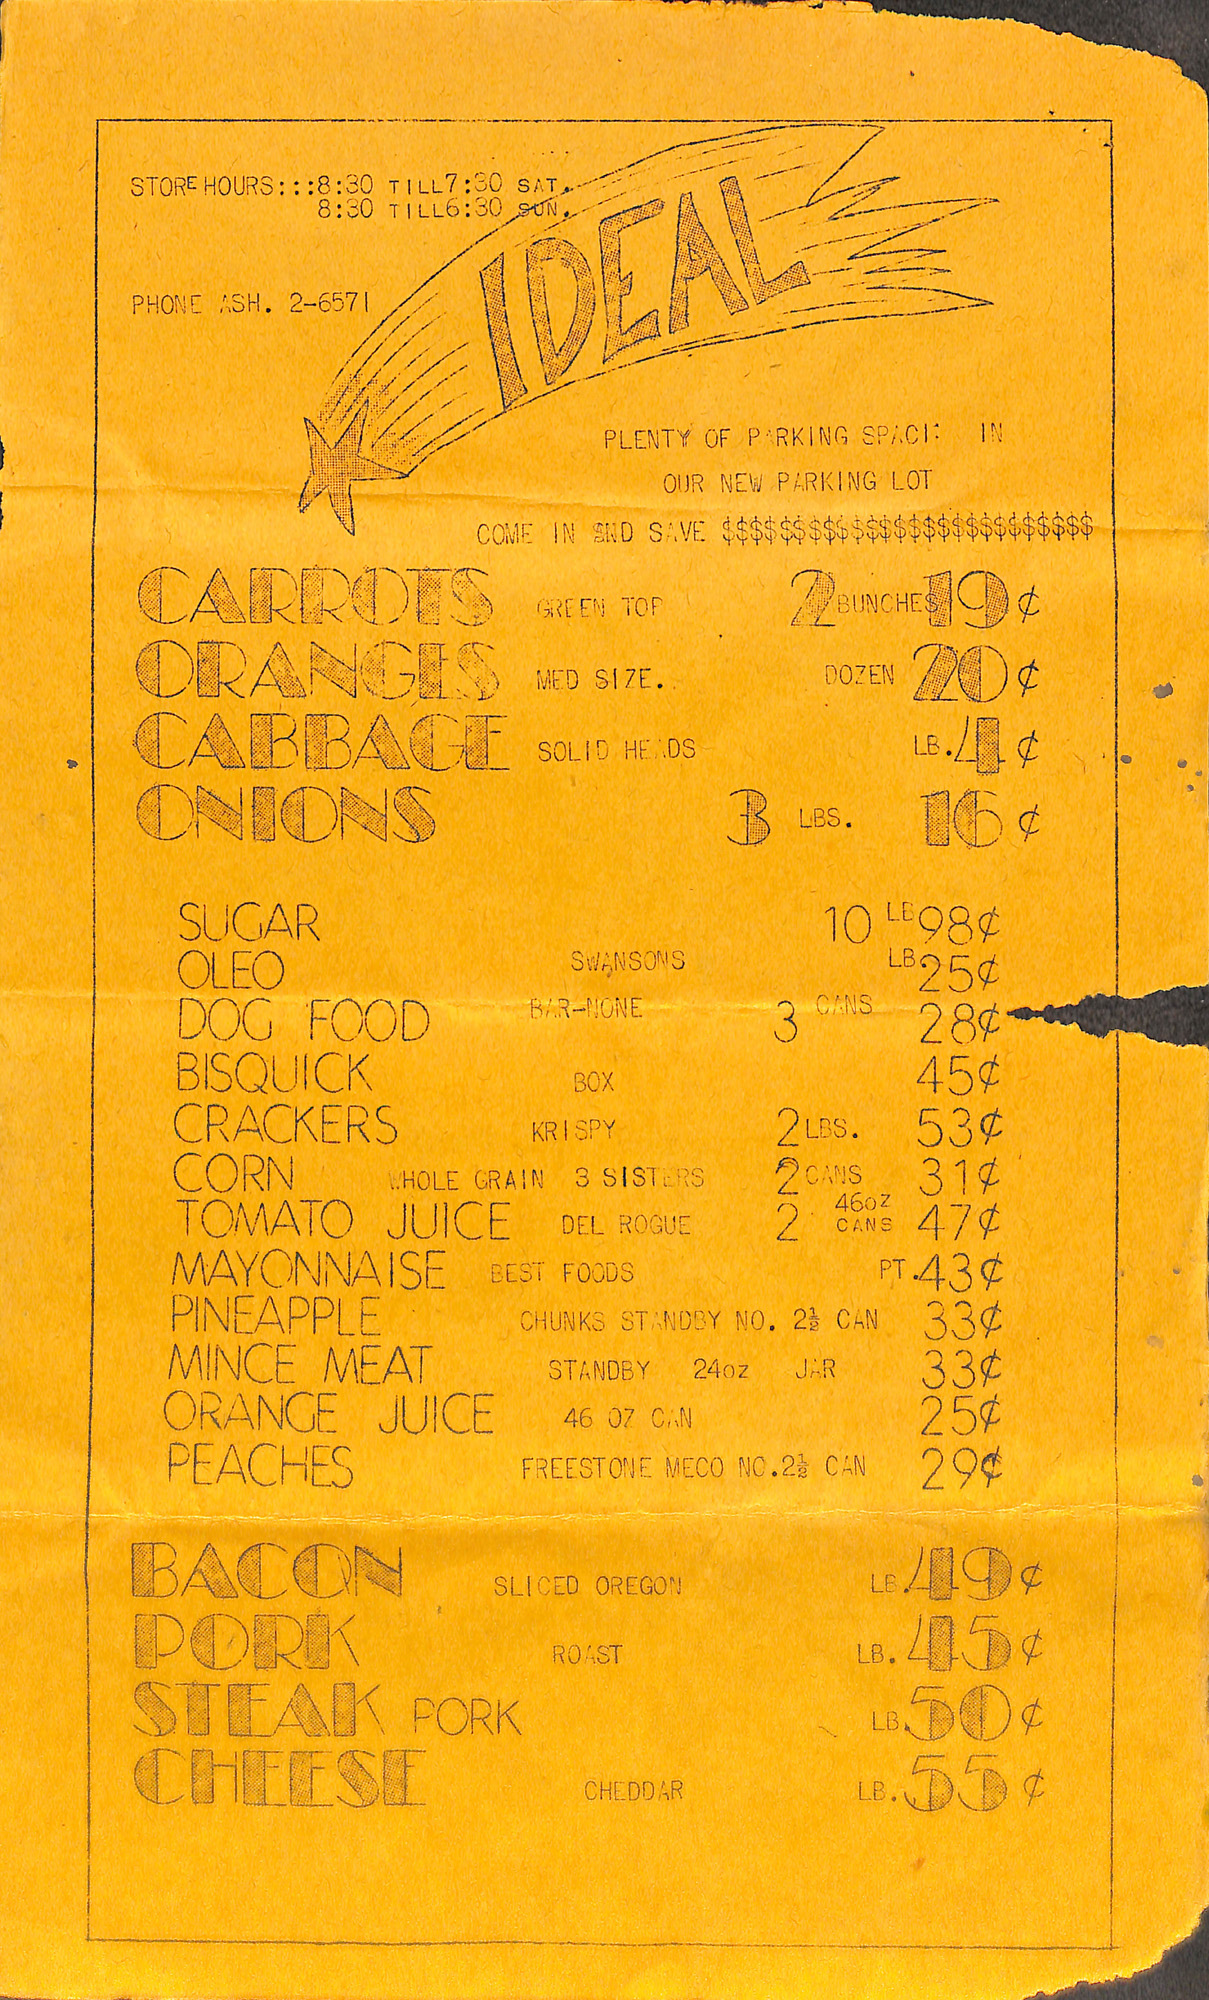 STORE HOURS:::8:30 TILL7:30 SAT.
8:30 TILL6:30 SUN.
IDEAL
PHONE ASH. 2-6571
PLENTY OF PARKING SPACE IN
OUR NEW PARKING LOT
COME IN AND SAVE $$$$$$$$$$$$$$$$$$$$$$$$$$
CARROTS GREEN TOP 2 BUNCHES 19¢
ORANGES MED SIZE. DOZEN 20¢
CABBAGE SOLID HEADS LB. 4¢
ONIONS 3 LBS. 16¢
SUGAR 10 LB 98¢
OLEO SWANSONS LB. 25¢
DOG FOOD BAR-NONE 3 CANS 28¢
BISQUICK BOX 45¢
CRACKERS KRISPY 2 LBS. 53¢
CORN WHOLE GRAIN 3 SISTERS 2 CANS 31¢
TOMATO JUICE DEL ROGUE 2 46oz CANS 47¢
MAYONNAISE BEST FOODS PT. 43¢
PINEAPPLE CHUNKS STANDBY NO. 2½ CAN 33¢
MINCE MEAT STANDBY 24oz JAR 33¢
ORANGE JUICE 46 OZ CAN 25¢
PEACHES FREESTONE MECO NO.2½ CAN 29¢
BACON SLICED OREGON LB. 49¢
PORK ROAST LB. 45¢
STEAK PORK LB. 50¢
CHEESE CHEDDAR LB. 55¢